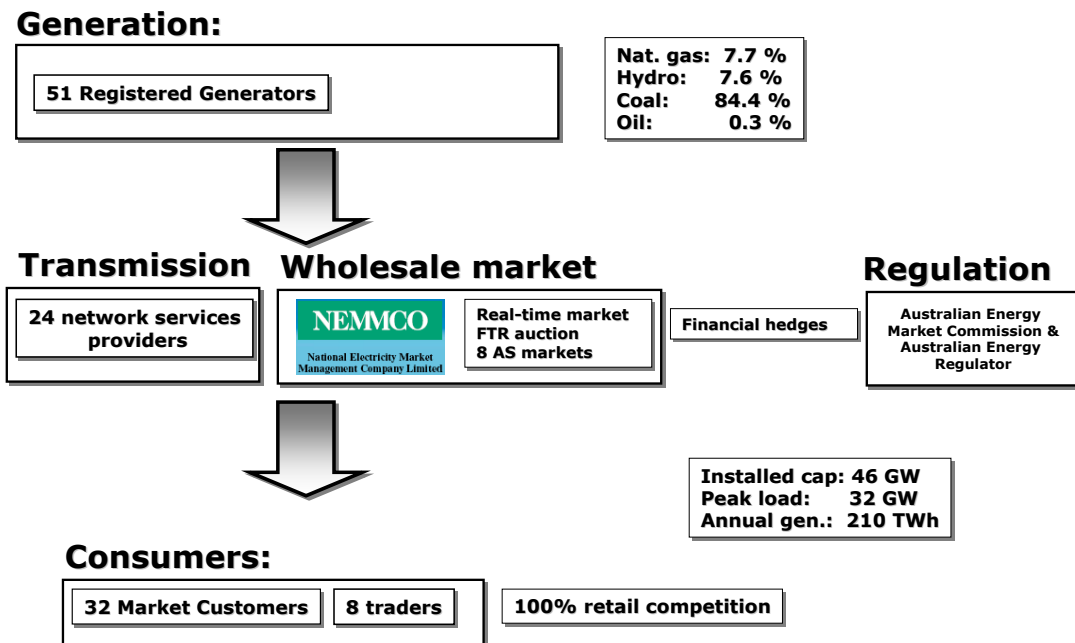 Generation:
51 Registered Generators
Nat. gas: 7.7 %
Hydro: 7.6 %
Coal: 84.4 %
Oil: 0.3 %
Transmission
24 network services
providers
Wholesale market
NEMMCO
National Electricity Market
Management Company Limited
Real-time market
FTR auction
8 AS markets
Financial hedges
Regulation
Australian Energy
Market Commission &
Australian Energy
Regulator
Installed cap: 46 GW
Peak load: 32 GW
Annual gen.: 210 TWh
Consumers:
32 Market Customers
8 traders
100% retail competition